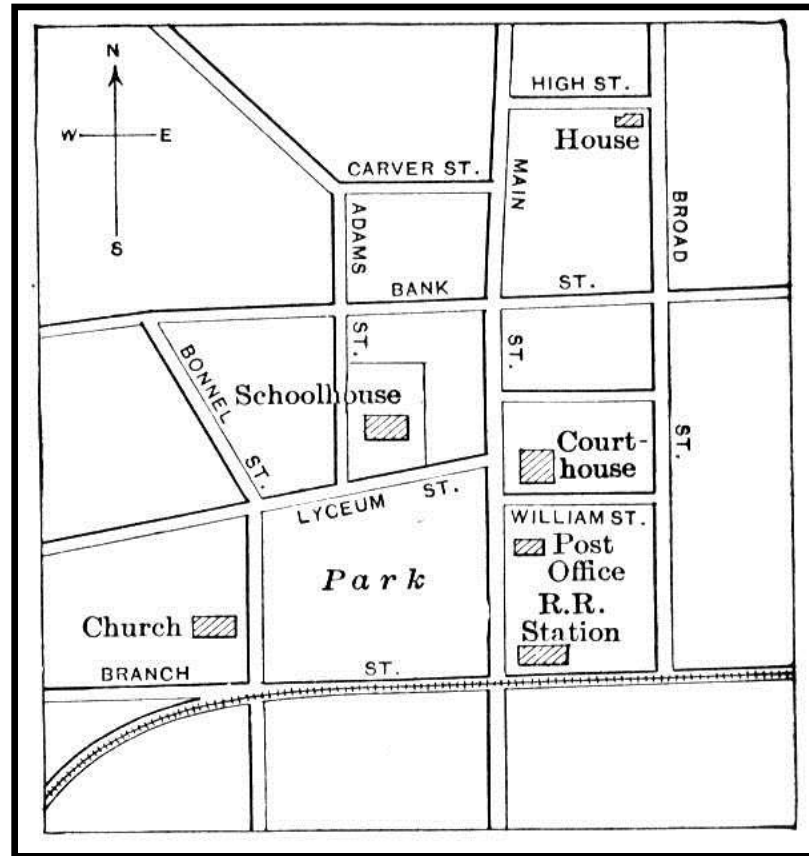 N
W E
S
HIGH ST.
House
CARVER ST.
MAIN
ST.
BROAD
ST.
ADAMS
ST.
BANK ST.
BONNEL
ST.
Schoolhouse
Court-
house
LYCEUM ST.
WILLIAM ST.
Post
Office
Park
R.R.
Station
Church
BRANCH ST.